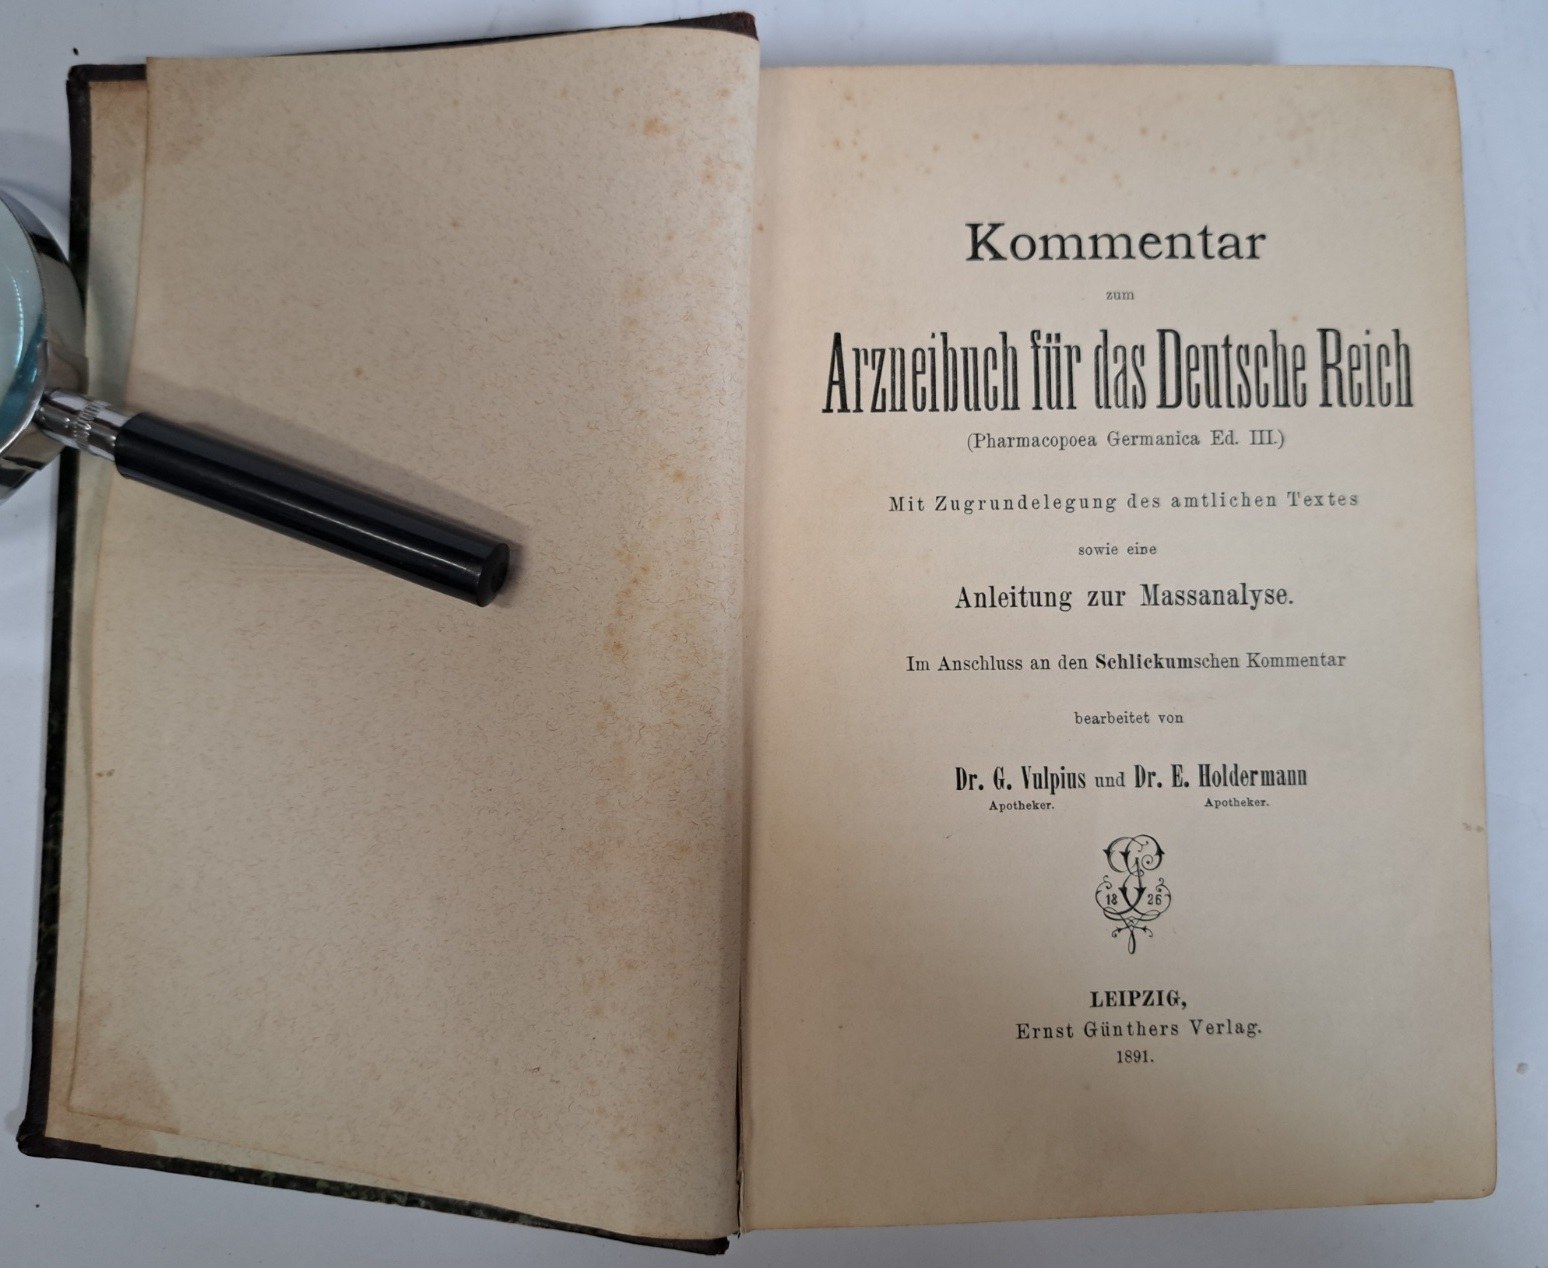 Kommentar
zum
Arzneibuch für das Deutsche Reich
(Pharmacopoea Germanica Ed. III.)
Mit Zugrundelegung des amtlichen Textes
sowie eine
Anleitung zur Massanalyse.
Im Anschluss an den Schlickumschen Kommentar
bearbeitet von
Dr. G. Vulpius und Dr. E. Holdermann
Apotheker. Apotheker.
18 26
LEIPZIG,
Ernst Günthers Verlag.
1891.